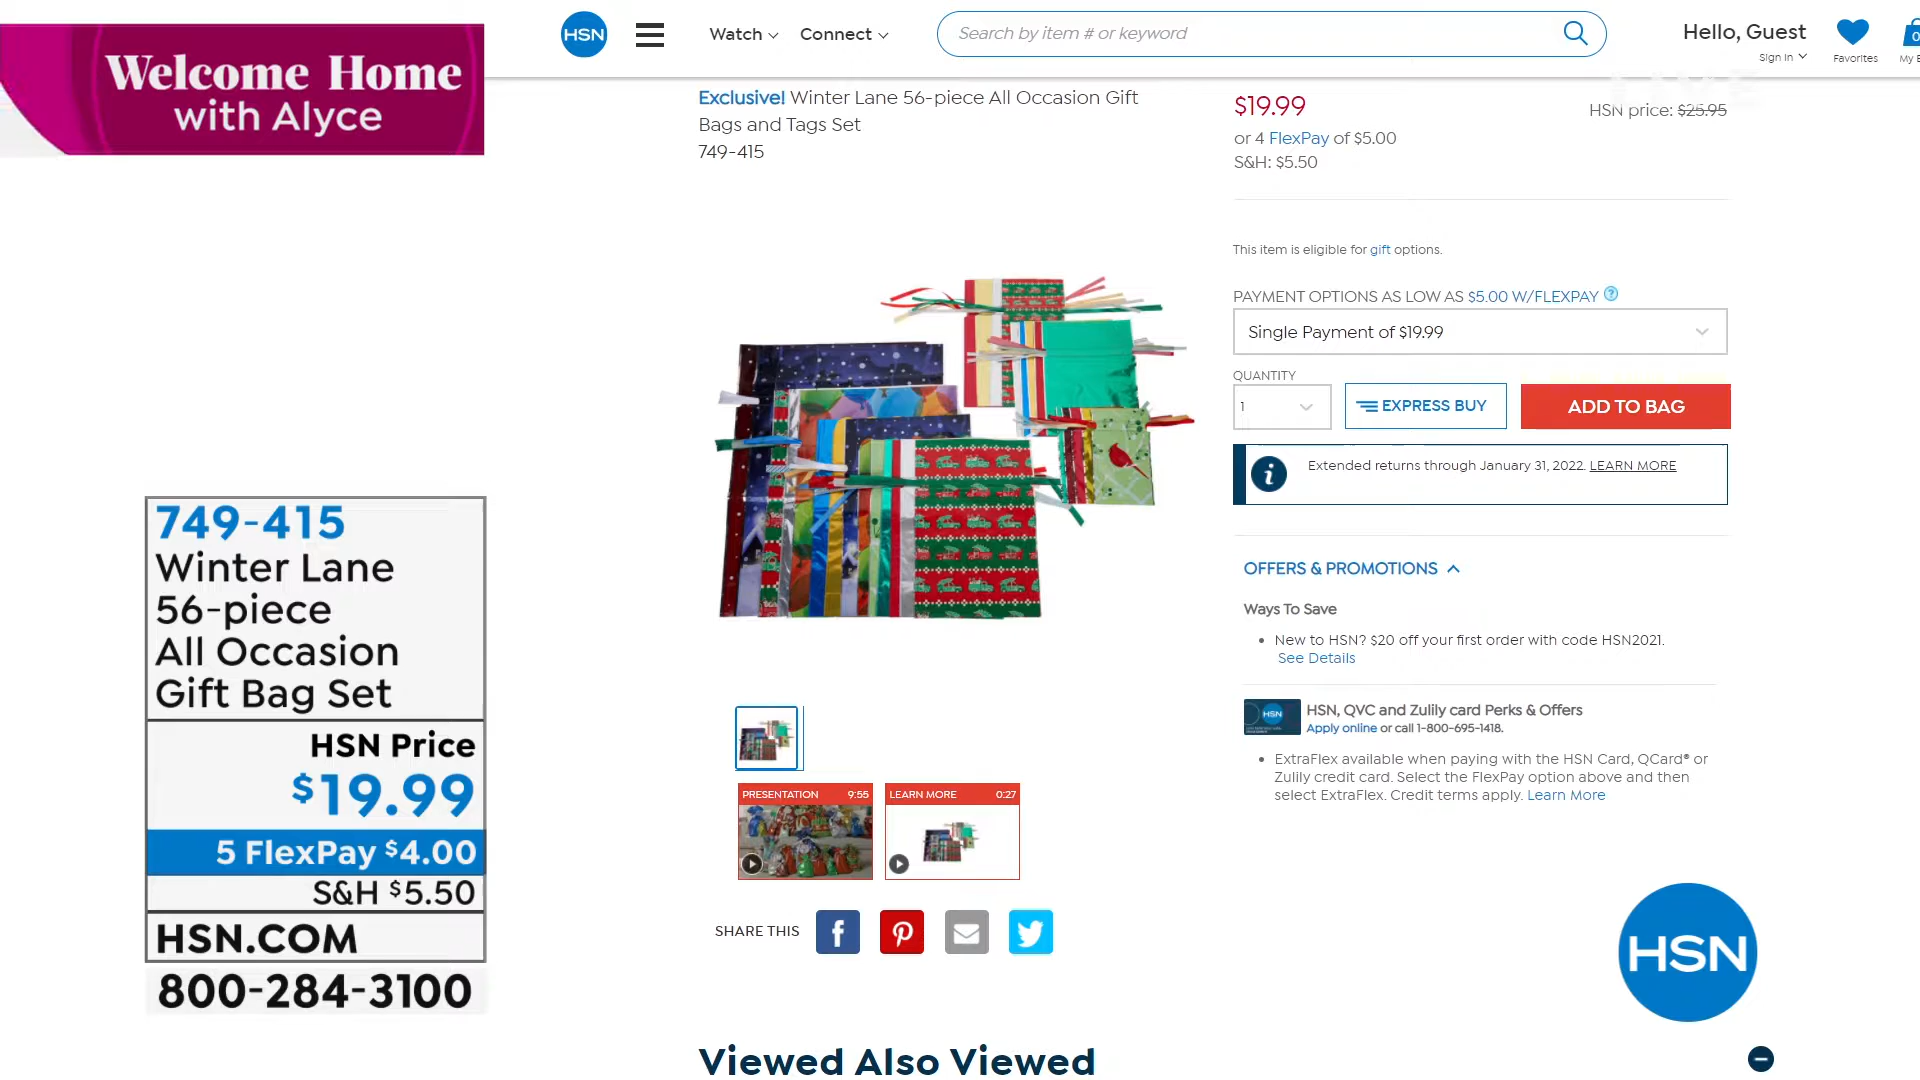 Welcome Home
with Alyce
HSN
Watch
Connect
Search by item # or keyword
Hello, Guest
Sign In
Favorites
0
My
Exclusive! Winter Lane 56-piece All Occasion Gift
Bags and Tags Set
749-415
$19.99
HSN price: $25.95
or 4 FlexPay of $5.00
S&H: $5.50
This item is eligible for gift options.
PAYMENT OPTIONS AS LOW AS $5.00 W/FLEXPAY ?
Single Payment of $19.99
QUANTITY
1
EXPRESS BUY
ADD TO BAG
i
Extended returns through January 31, 2022. LEARN MORE
OFFERS & PROMOTIONS
Ways To Save
• New to HSN? $20 off your first order with code HSN2021.
See Details
HSN
HSN, QVC and Zulily card Perks & Offers
Apply online or call 1-800-695-1418.
• ExtraFlex available when paying with the HSN Card, QCard® or
Zulily credit card. Select the FlexPay option above and then
select ExtraFlex. Credit terms apply. Learn More
749-415
Winter Lane
56-piece
All Occasion
Gift Bag Set
HSN Price
$19.99
5 FlexPay $4.00
S&H $5.50
HSN.COM
800-284-3100
PRESENTATION 9:55
LEARN MORE 0:27
SHARE THIS
HSN
Viewed Also Viewed